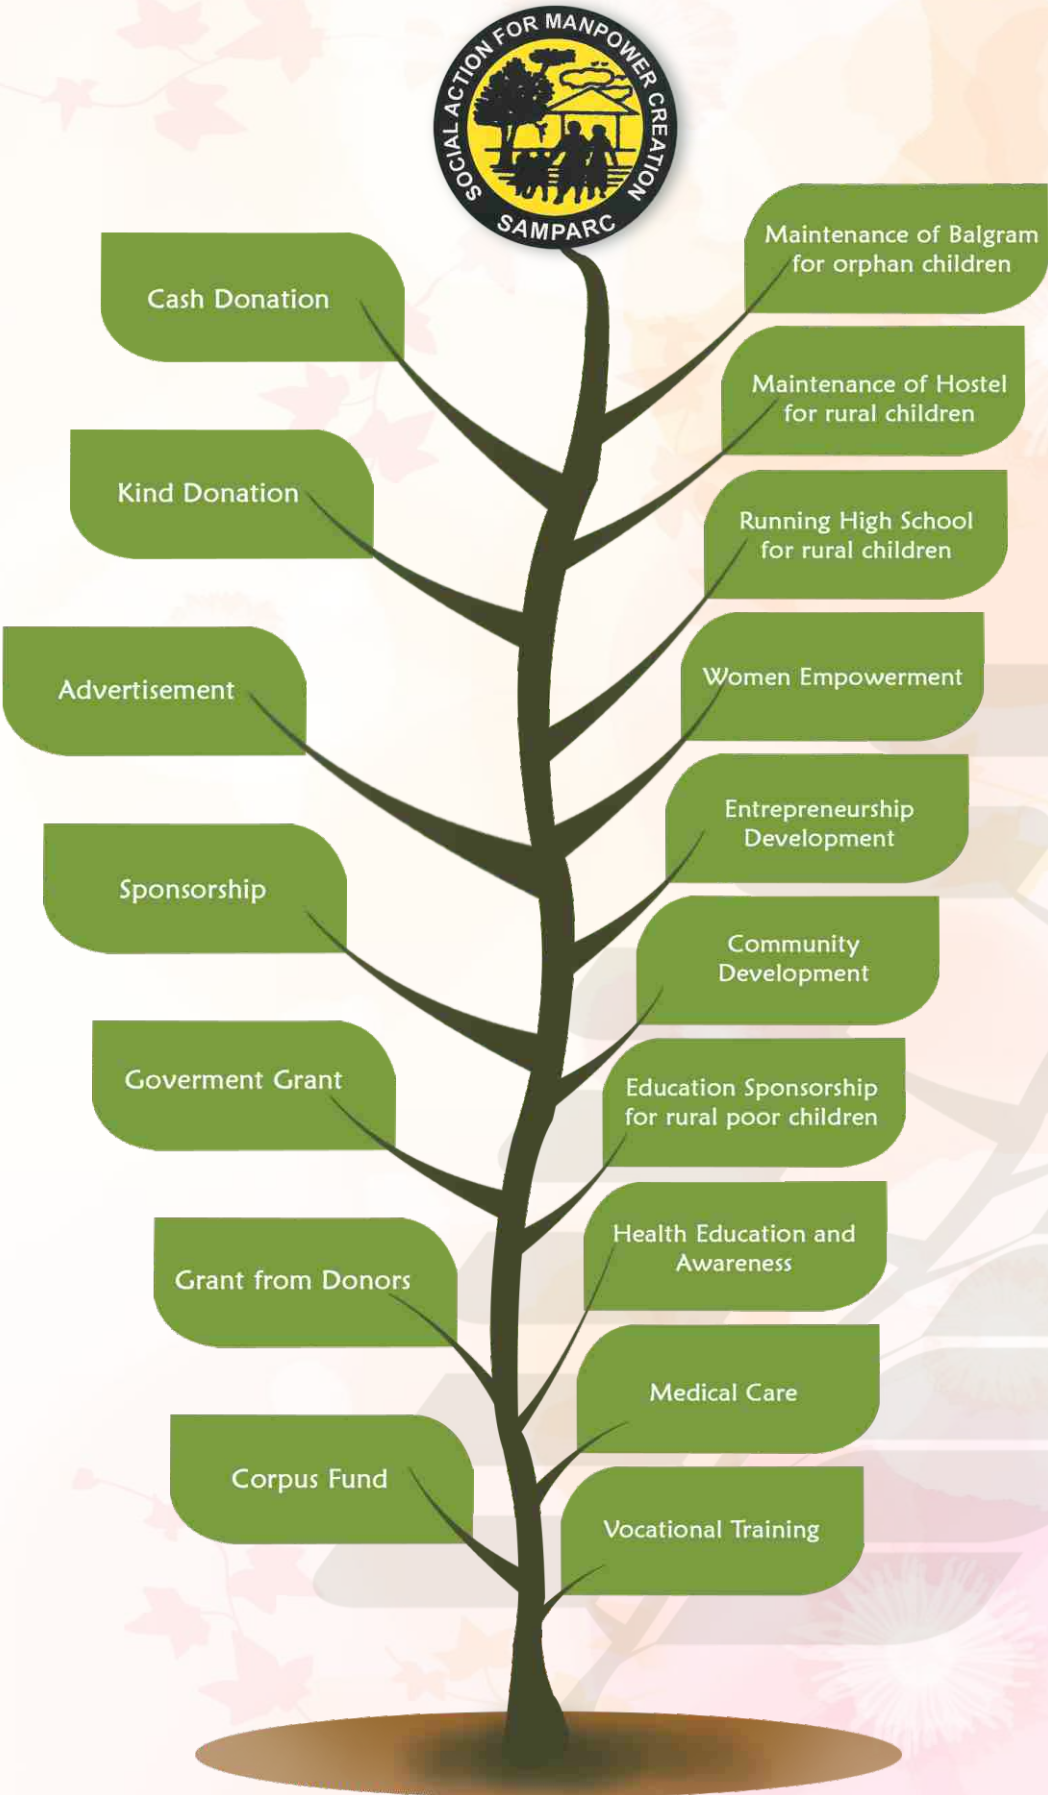 SOCIAL ACTION FOR MANPOWER CREATION
SAMPARC
Cash Donation
Kind Donation
Advertisement
Sponsorship
Goverment Grant
Grant from Donors
Corpus Fund
Maintenance of Balgram
for orphan children
Maintenance of Hostel
for rural children
Running High School
for rural children
Women Empowerment
Entrepreneurship
Development
Community
Development
Education Sponsorship
for rural poor children
Health Education and
Awareness
Medical Care
Vocational Training